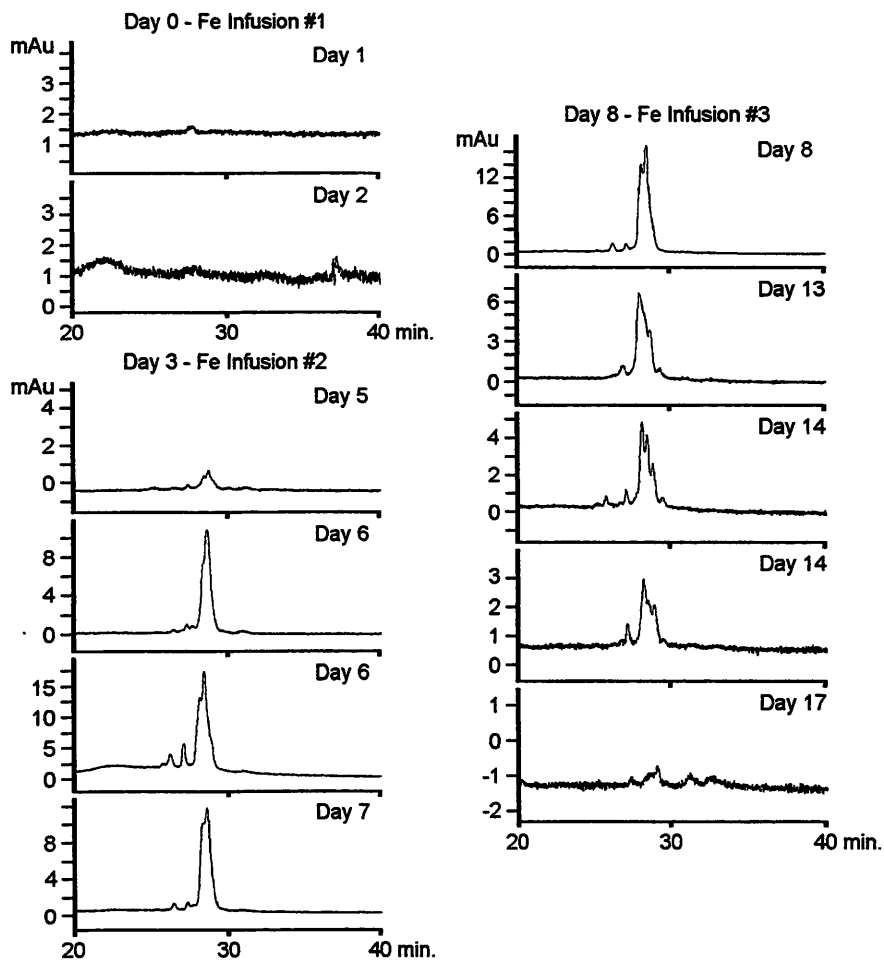 Day 0 - Fe Infusion #1
mAu
Day 1
3
2
1
Day 2
3
2
1
0
20 30 40 min.
Day 3 - Fe Infusion #2
mAu
Day 5
4
2
0
Day 6
8
4
0
Day 6
15
10
5
0
Day 7
8
4
0
20 30 40 min.
Day 8 - Fe Infusion #3
mAu
Day 8
12
6
0
Day 13
6
3
0
Day 14
4
2
0
Day 14
3
2
1
0
Day 17
1
0
-1
-2
20 30 40 min.